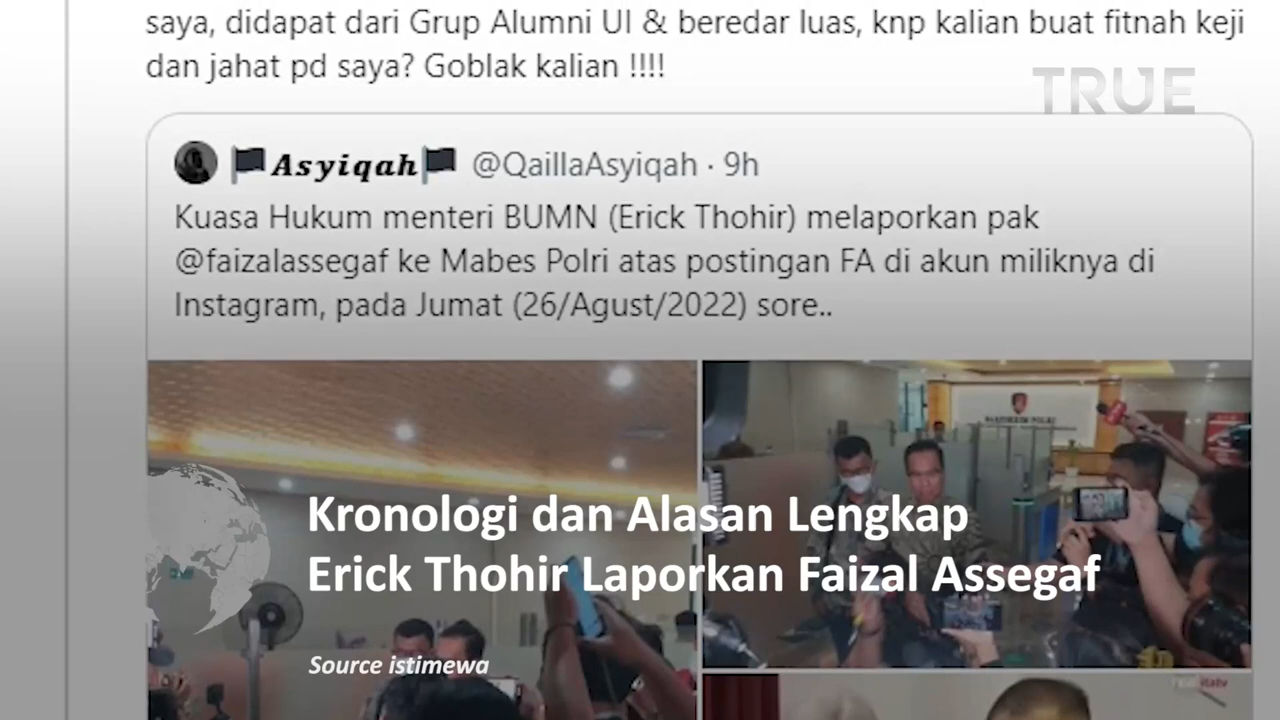 saya, didapat dari Grup Alumni UI & beredar luas, knp kalian buat fitnah keji
dan jahat pd saya? Goblak kalian !!!!
TRUE
🏴Asyiqah🏴 @QaillaAsyiqah · 9h
Kuasa Hukum menteri BUMN (Erick Thohir) melaporkan pak
@faizalassegaf ke Mabes Polri atas postingan FA di akun miliknya di
Instagram, pada Jumat (26/Agust/2022) sore..
Kronologi dan Alasan Lengkap
Erick Thohir Laporkan Faizal Assegaf
Source istimewa